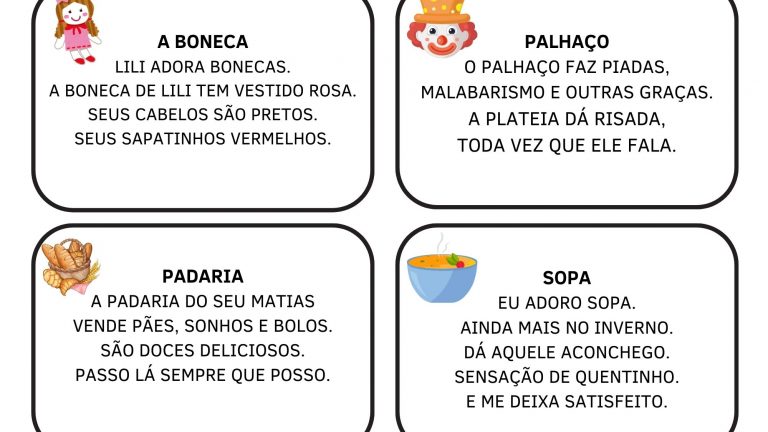 A BONECA
LILI ADORA BONECAS.
A BONECA DE LILI TEM VESTIDO ROSA.
SEUS CABELOS SÃO PRETOS.
SEUS SAPATINHOS VERMELHOS.
PALHAÇO
O PALHAÇO FAZ PIADAS,
MALABARISMO E OUTRAS GRAÇAS.
A PLATEIA DÁ RISADA,
TODA VEZ QUE ELE FALA.
PADARIA
A PADARIA DO SEU MATIAS
VENDE PÃES, SONHOS E BOLOS.
SÃO DOCES DELICIOSOS.
PASSO LÁ SEMPRE QUE POSSO.
SOPA
EU ADORO SOPA.
AINDA MAIS NO INVERNO.
DÁ AQUELE ACONCHEGO.
SENSAÇÃO DE QUENTINHO.
E ME DEIXA SATISFEITO.